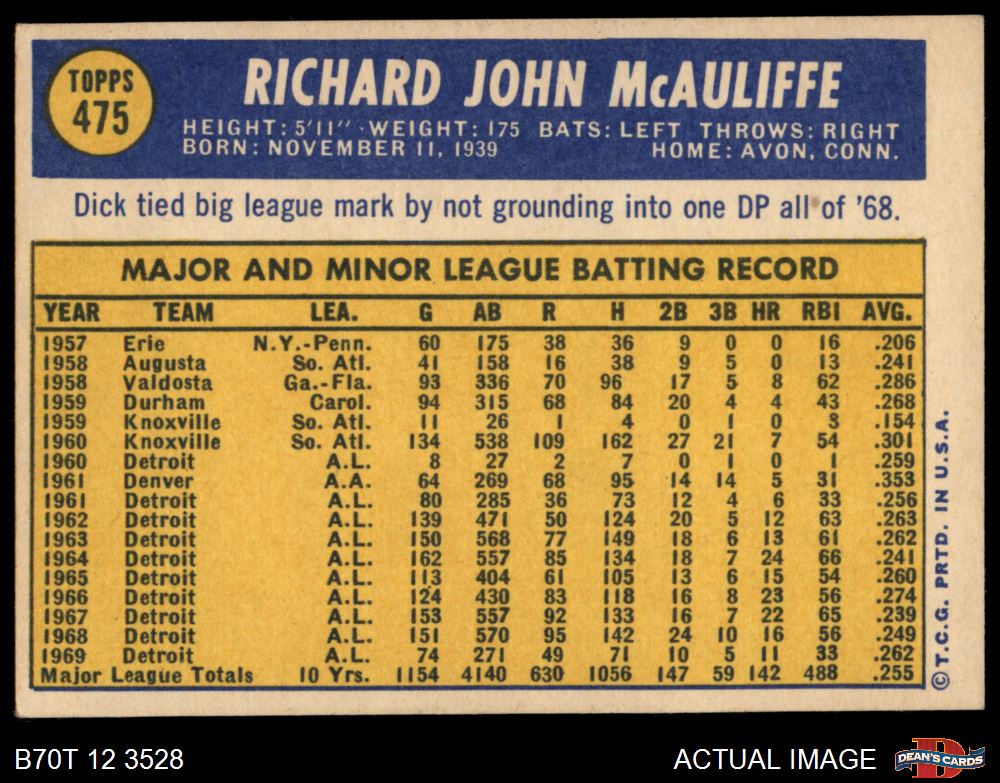 TOPPS
475
RICHARD JOHN McAULIFFE
HEIGHT: 5'11" WEIGHT: 175 BATS: LEFT THROWS: RIGHT
BORN: NOVEMBER 11, 1939 HOME: AVON, CONN.
Dick tied big league mark by not grounding into one DP all of '68.
MAJOR AND MINOR LEAGUE BATTING RECORD
YEAR TEAM LEA. G AB R H 2B 3B HR RBI AVG.
1957 Erie N.Y.-Penn. 60 175 38 36 9 0 0 16 .206
1958 Augusta So. Atl. 41 158 16 38 9 5 0 13 .241
1958 Valdosta Ga.-Fla. 93 336 70 96 17 5 8 62 .286
1959 Durham Carol. 94 315 68 84 20 4 4 43 .268
1959 Knoxville So. Atl. 11 26 1 4 0 1 0 3 .154
1960 Knoxville So. Atl. 134 538 109 162 27 21 7 54 .301
1960 Detroit A.L. 8 27 2 7 0 1 0 1 .259
1961 Denver A.A. 64 269 68 95 14 14 5 31 .353
1961 Detroit A.L. 80 285 36 73 12 4 6 33 .256
1962 Detroit A.L. 139 471 50 124 20 5 12 63 .263
1963 Detroit A.L. 150 568 77 149 18 6 13 61 .262
1964 Detroit A.L. 162 557 85 134 18 7 24 66 .241
1965 Detroit A.L. 113 404 61 105 13 6 15 54 .260
1966 Detroit A.L. 124 430 83 118 16 8 23 56 .274
1967 Detroit A.L. 153 557 92 133 16 7 22 65 .239
1968 Detroit A.L. 151 570 95 142 24 10 16 56 .249
1969 Detroit A.L. 74 271 49 71 10 5 11 33 .262
Major League Totals 10 Yrs. 1154 4140 630 1056 147 59 142 488 .255
©T.C.G. PRTD. IN U.S.A.
B70T 12 3528
ACTUAL IMAGE
D
DEAN'S CARDS